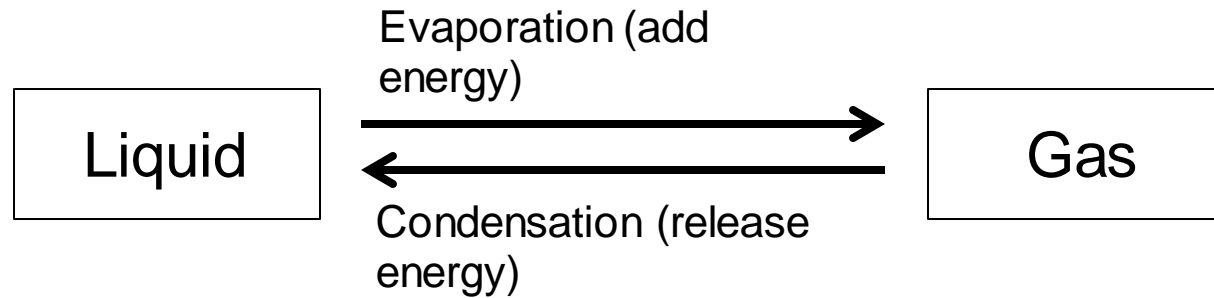 Evaporation (add
energy)
Liquid
Gas
Condensation (release
energy)